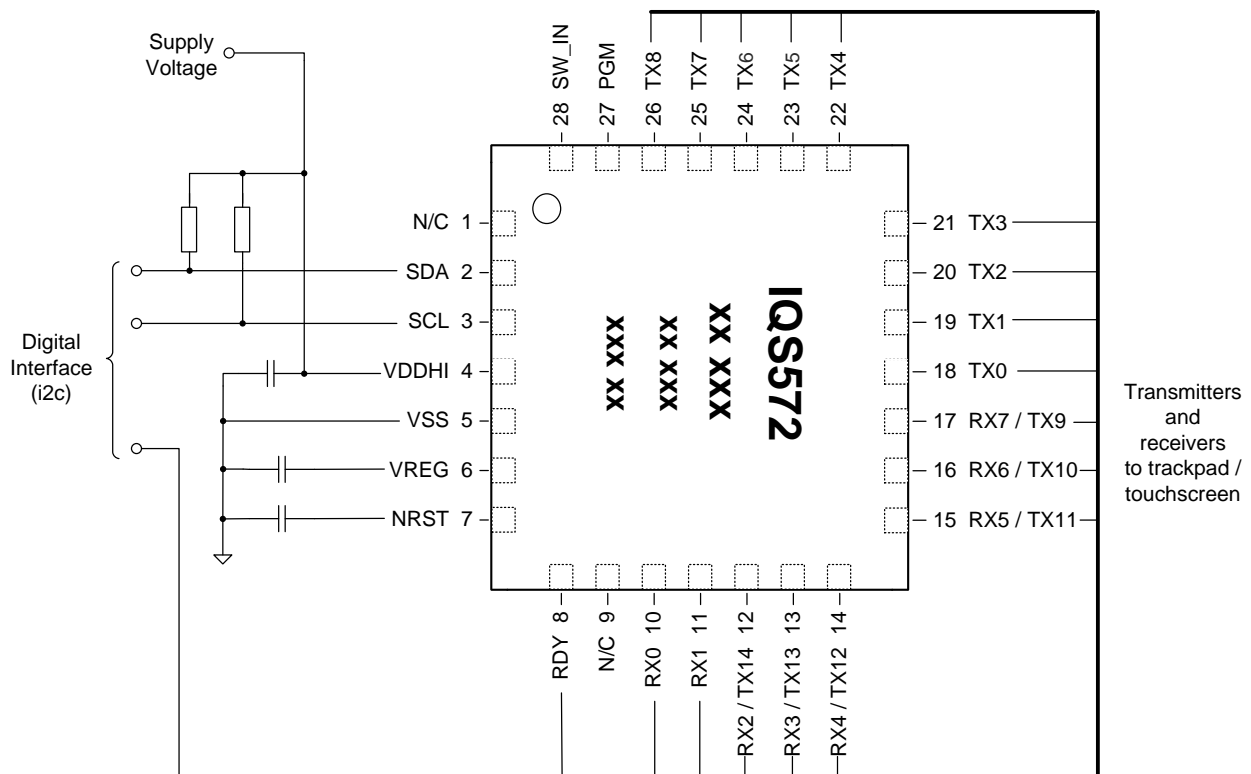 Supply
Voltage
28 SW_IN
27 PGM
26 TX8
25 TX7
24 TX6
23 TX5
22 TX4
N/C 1
SDA 2
SCL 3
VDDHI 4
VSS 5
VREG 6
NRST 7
Digital
Interface
(i2c)
IQS572
xx xxx
xxx xx
xx xxx
21 TX3
20 TX2
19 TX1
18 TX0
17 RX7 / TX9
16 RX6 / TX10
15 RX5 / TX11
Transmitters
and
receivers
to trackpad /
touchscreen
RDY 8
N/C 9
RX0 10
RX1 11
RX2 / TX14 12
RX3 / TX13 13
RX4 / TX12 14